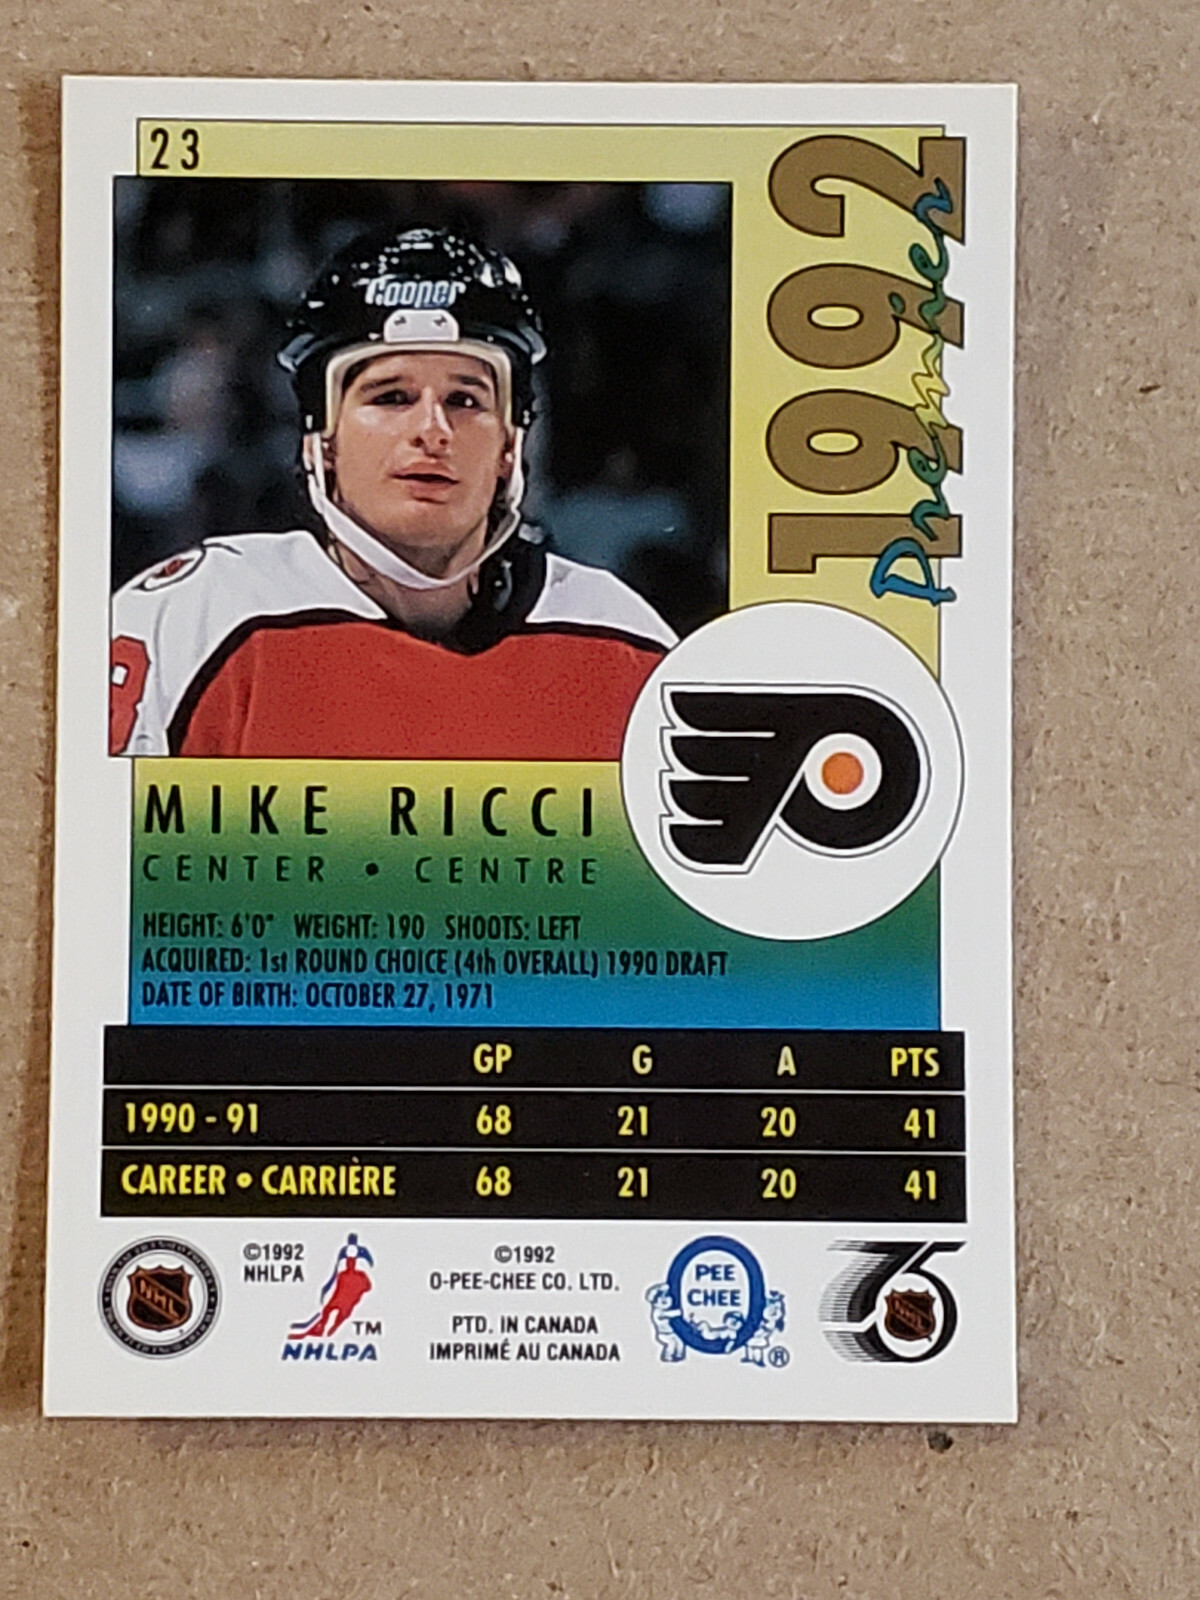 23
1992
Premier
Cooper
MIKE RICCI
CENTER • CENTRE
HEIGHT: 6'0" WEIGHT: 190 SHOOTS: LEFT
ACQUIRED: 1st ROUND CHOICE (4th OVERALL) 1990 DRAFT
DATE OF BIRTH: OCTOBER 27, 1971
GP G A PTS
1990 - 91 68 21 20 41
CAREER • CARRIÈRE 68 21 20 41
NHL
©1992
NHLPA
TM
NHLPA
©1992
O-PEE-CHEE CO. LTD.
PTD. IN CANADA
IMPRIMÉ AU CANADA
O
PEE
CHEE
®
75
NHL